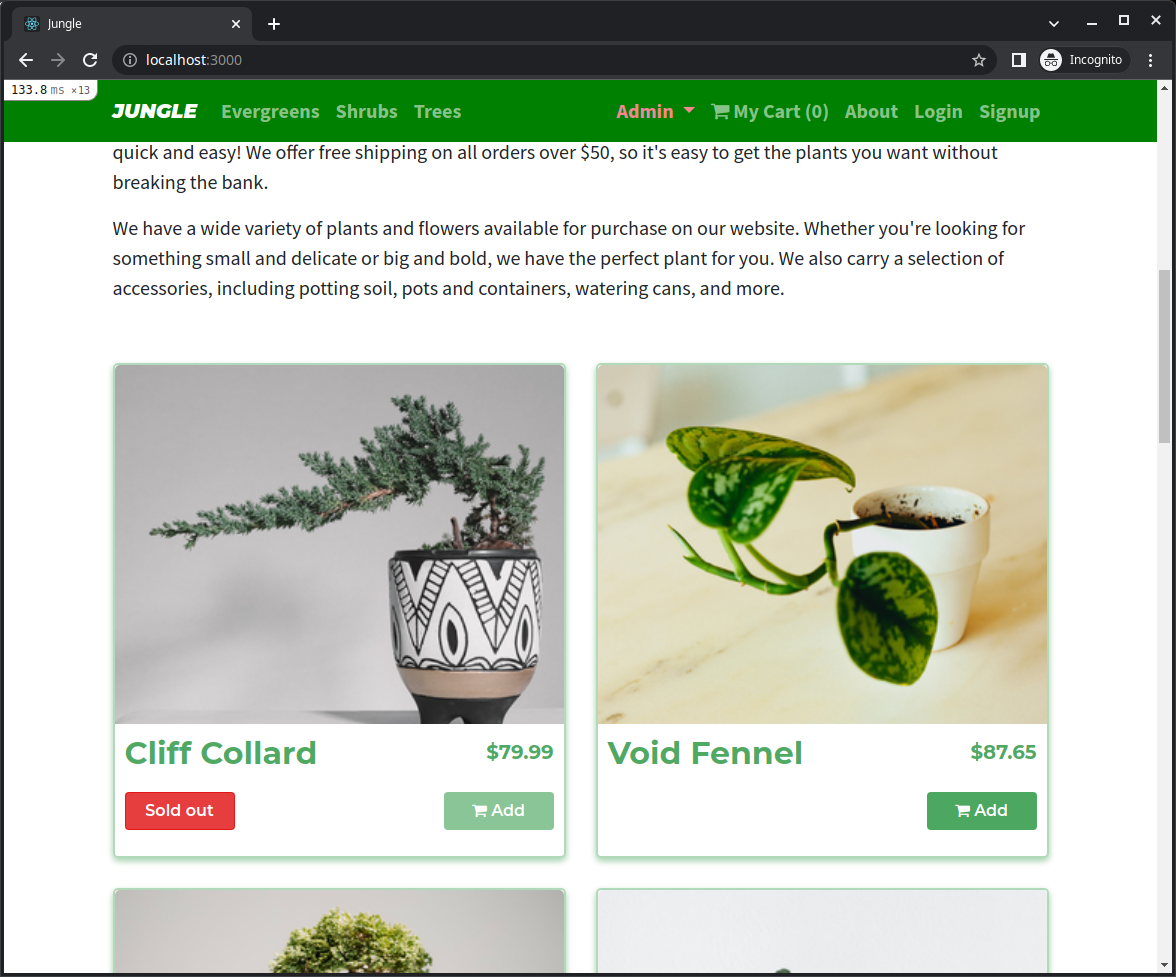 Jungle
localhost:3000
Incognito
133.8 ms ×13
JUNGLE Evergreens Shrubs Trees Admin My Cart (0) About Login Signup
quick and easy! We offer free shipping on all orders over $50, so it's easy to get the plants you want without
breaking the bank.
We have a wide variety of plants and flowers available for purchase on our website. Whether you're looking for
something small and delicate or big and bold, we have the perfect plant for you. We also carry a selection of
accessories, including potting soil, pots and containers, watering cans, and more.
Cliff Collard $79.99
Sold out Add
Void Fennel $87.65
Add